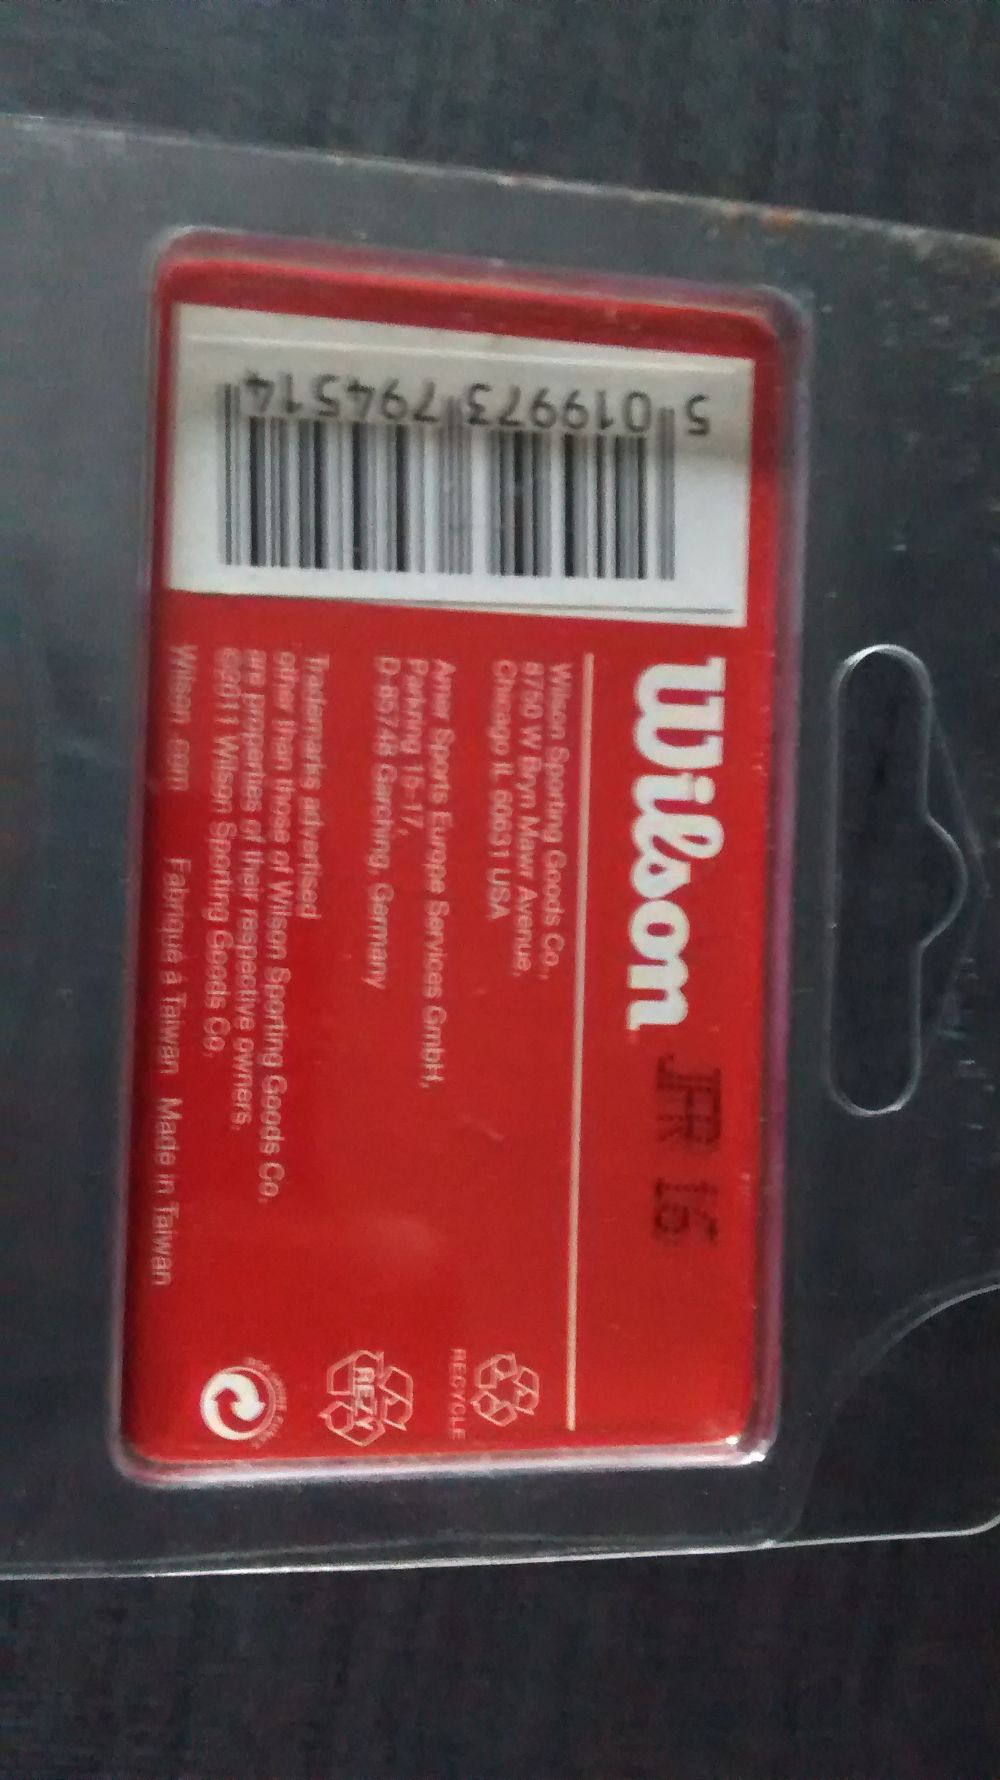 Wilson JFR 16
Wilson Sporting Goods Co.,
8750 W Bryn Mawr Avenue,
Chicago IL 60631 USA
Amer Sports Europe Services GmbH,
Parkring 15-17,
D-85748 Garching, Germany
Trademarks advertised
other than those of Wilson Sporting Goods Co.
are properties of their respective owners.
©2011 Wilson Sporting Goods Co.
Wilson.com Fabriqué à Taiwan Made in Taiwan
RECYCLE
RESY
5 019973 794514